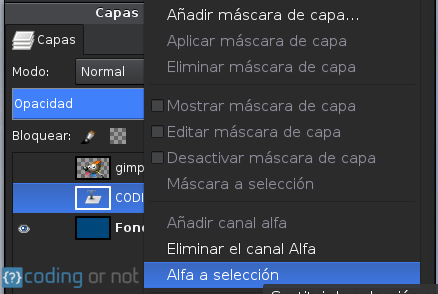 Capas
Capas
Modo:
Normal
Opacidad
Bloquear:
gimp
CODI
Fond
Añadir máscara de capa...
Aplicar máscara de capa
Eliminar máscara de capa
Mostrar máscara de capa
Editar máscara de capa
Desactivar máscara de capa
Máscara a selección
Añadir canal alfa
Eliminar el canal Alfa
Alfa a selección
{?} coding or not